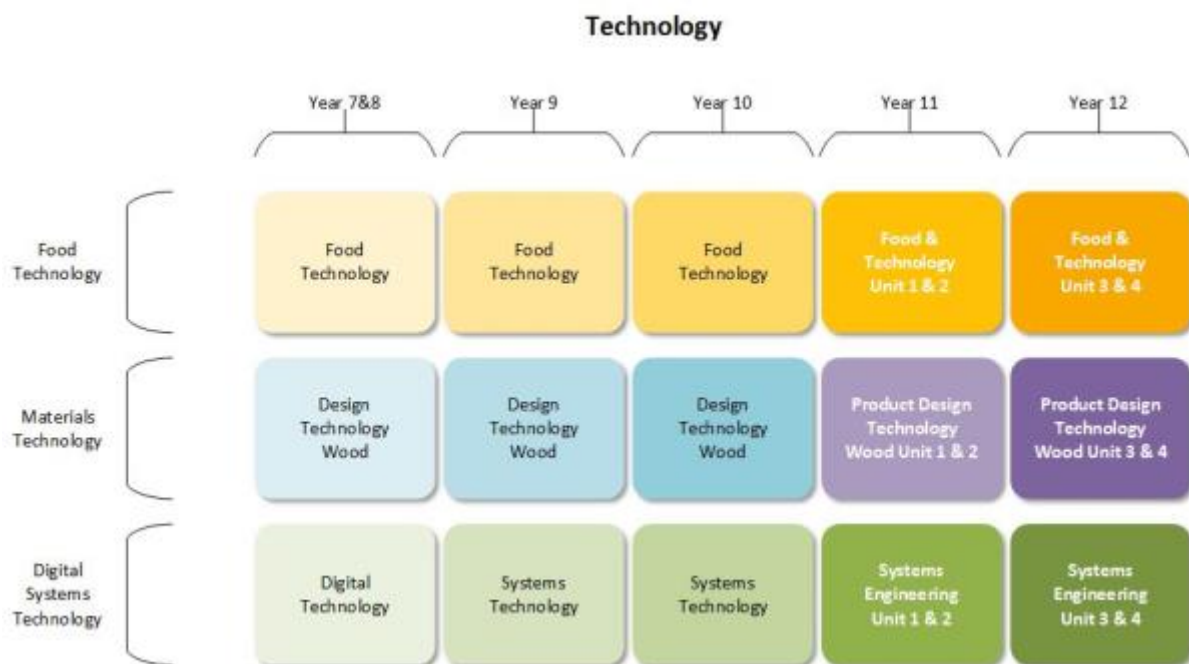 Technology
Year 7&8
Year 9
Year 10
Year 11
Year 12
Food
Technology
Food
Technology
Food
Technology
Food
Technology
Food &
Technology
Unit 1 & 2
Food &
Technology
Unit 3 & 4
Materials
Technology
Design
Technology
Wood
Design
Technology
Wood
Design
Technology
Wood
Product Design
Technology
Wood Unit 1 & 2
Product Design
Technology
Wood Unit 3 & 4
Digital
Systems
Technology
Digital
Technology
Systems
Technology
Systems
Technology
Systems
Engineering
Unit 1 & 2
Systems
Engineering
Unit 3 & 4